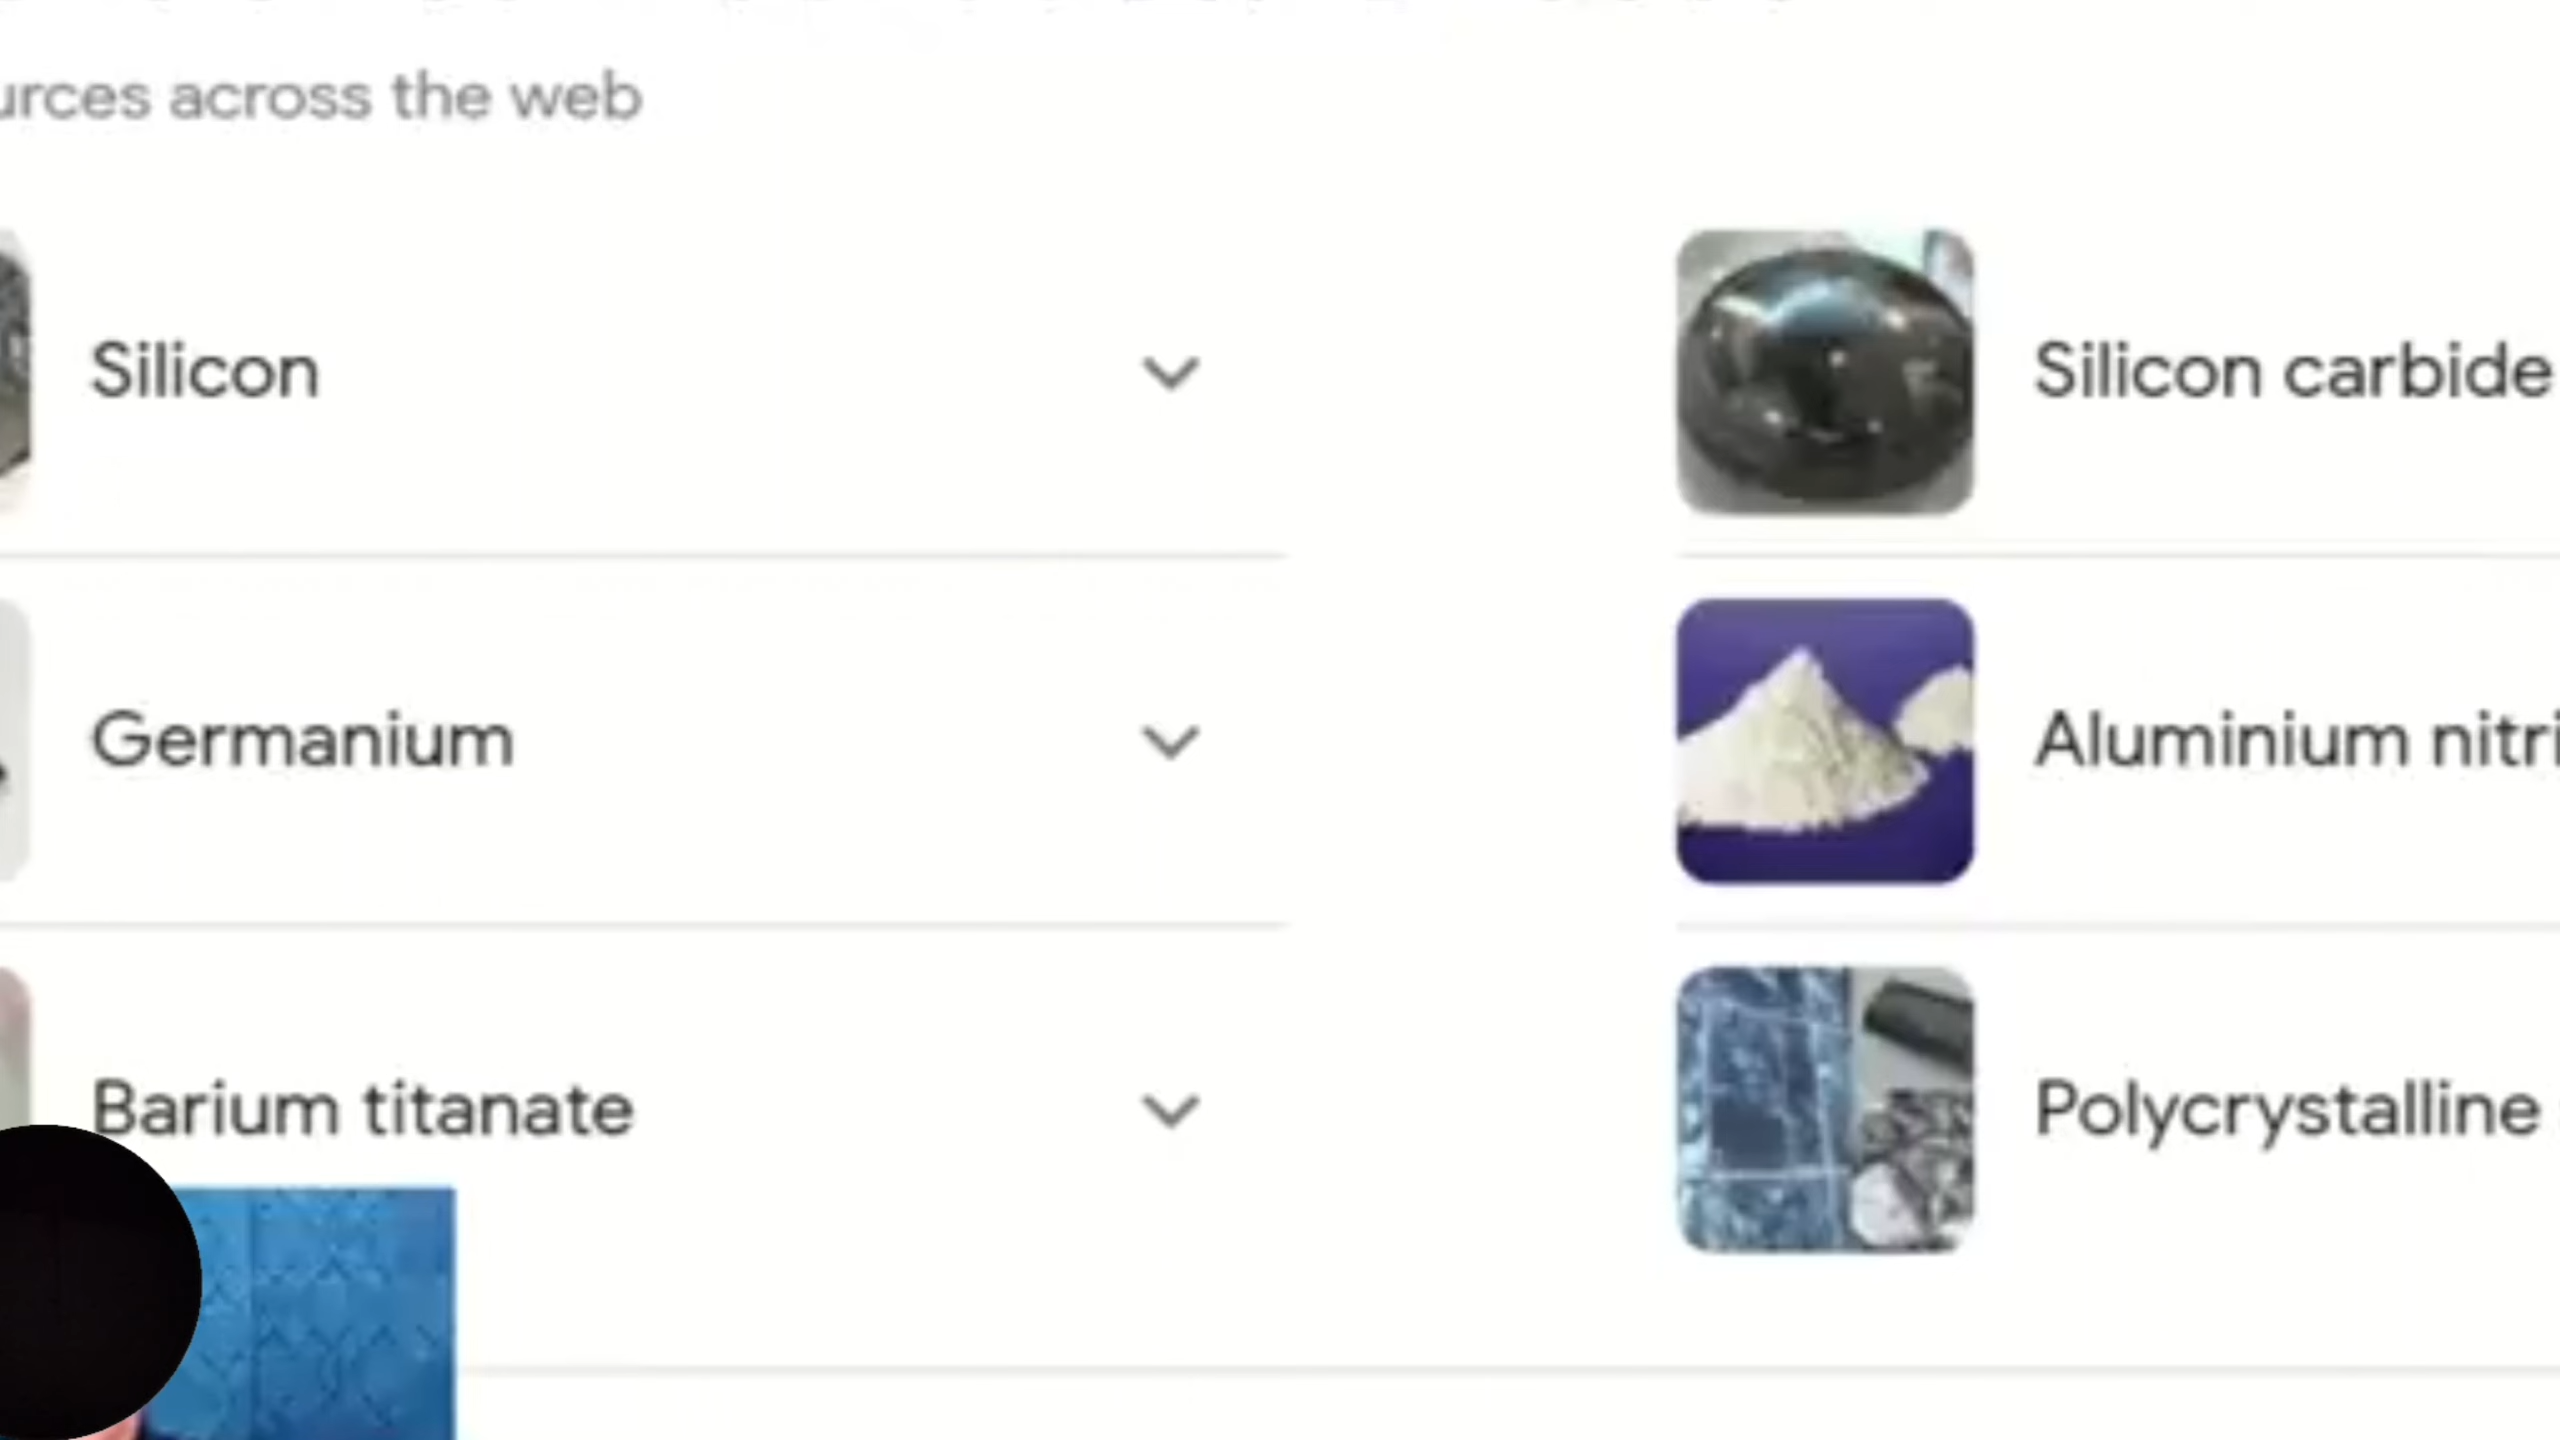 urces across the web
Silicon
Silicon carbide
Germanium
Aluminium nitri
Barium titanate
Polycrystalline